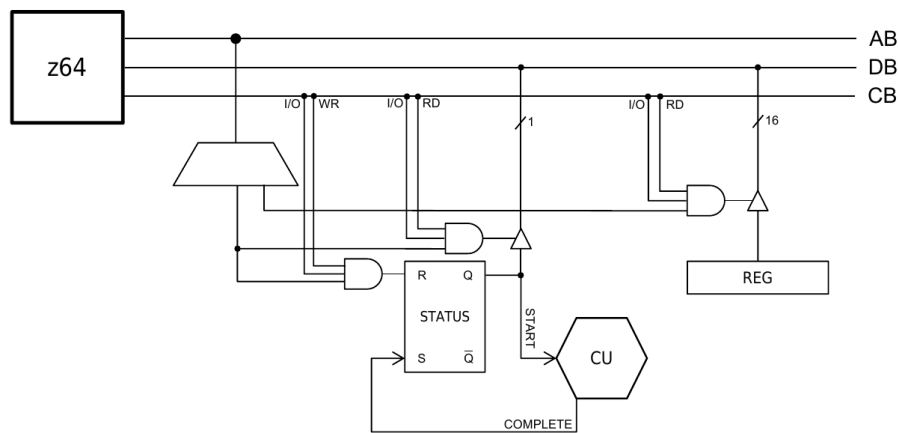 AB
z64
DB
CB
I/O WR
I/O RD
I/O RD
1
16
R Q
REG
STATUS
START
S Q̅
CU
COMPLETE